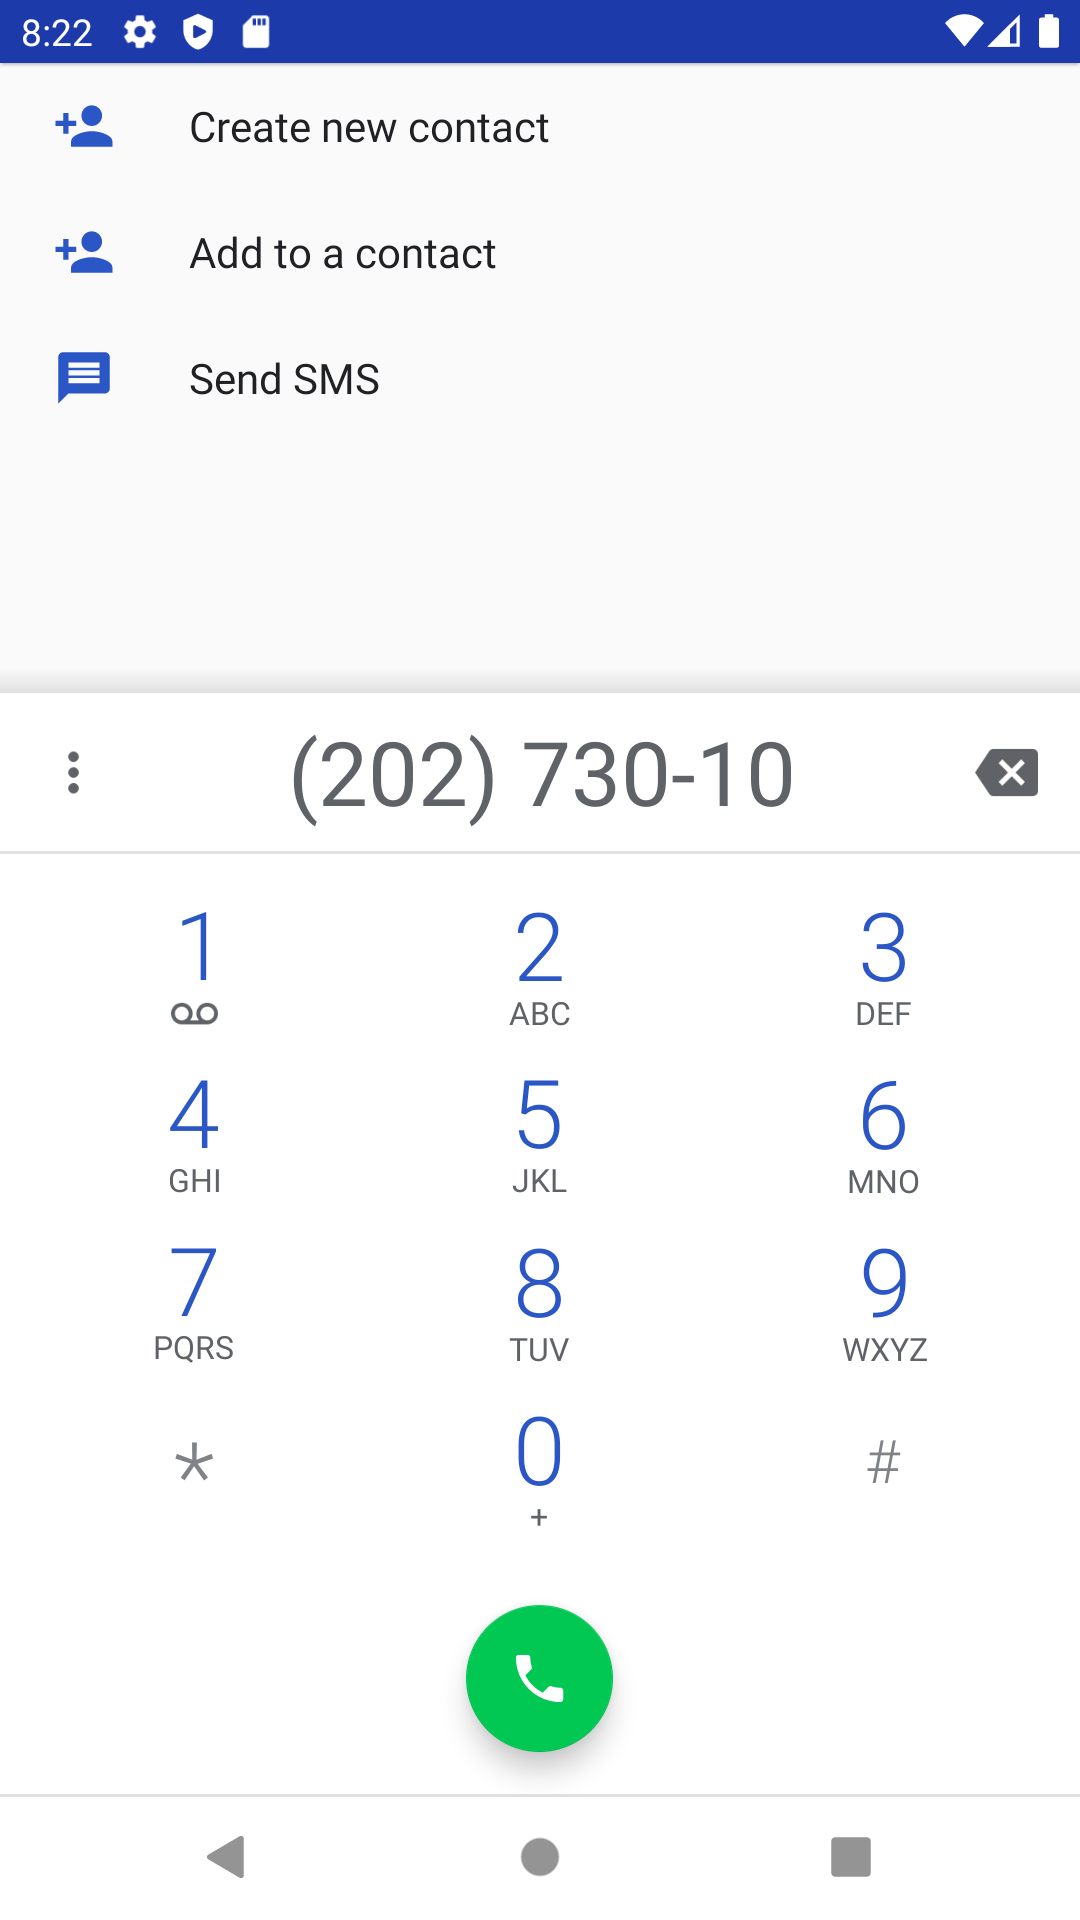 8:22
Create new contact
Add to a contact
Send SMS
(202) 730-10
1 2 3
ABC DEF
4 5 6
GHI JKL MNO
7 8 9
PQRS TUV WXYZ
* 0 #
+